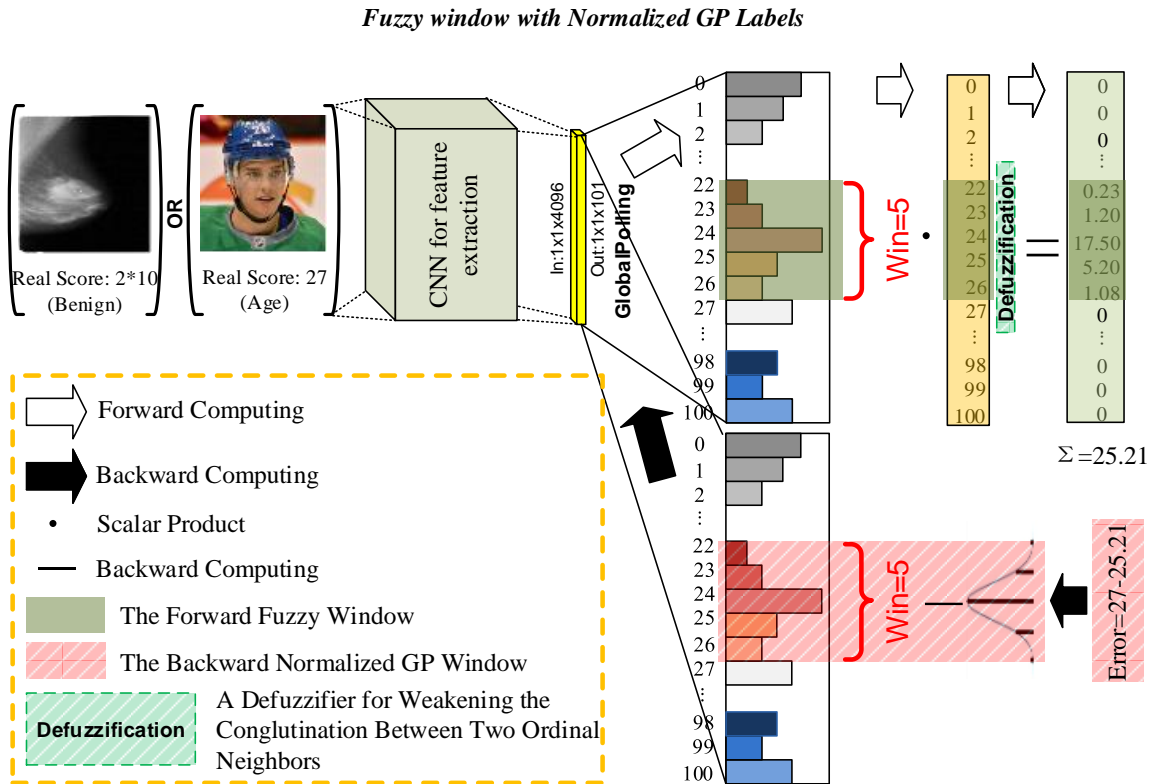 Fuzzy window with Normalized GP Labels
Real Score: 2*10
(Benign)
OR
Real Score: 27
(Age)
CNN for feature
extraction
In:1x1x4096
Out:1x1x101
GlobalPolling
0
1
2
⋮
22
23
24
25
26
27
⋮
98
99
100
Win=5
•
0
1
2
⋮
22
23
24
25
26
27
⋮
98
99
100
Defuzzification
=
0
0
0
⋮
0.23
1.20
17.50
5.20
1.08
0
⋮
0
0
0
Σ=25.21
0
1
2
⋮
22
23
24
25
26
27
⋮
98
99
100
Win=5
—
Error=27-25.21
Forward Computing
Backward Computing
• Scalar Product
— Backward Computing
The Forward Fuzzy Window
The Backward Normalized GP Window
Defuzzification
A Defuzzifier for Weakening the
Conglutination Between Two Ordinal
Neighbors